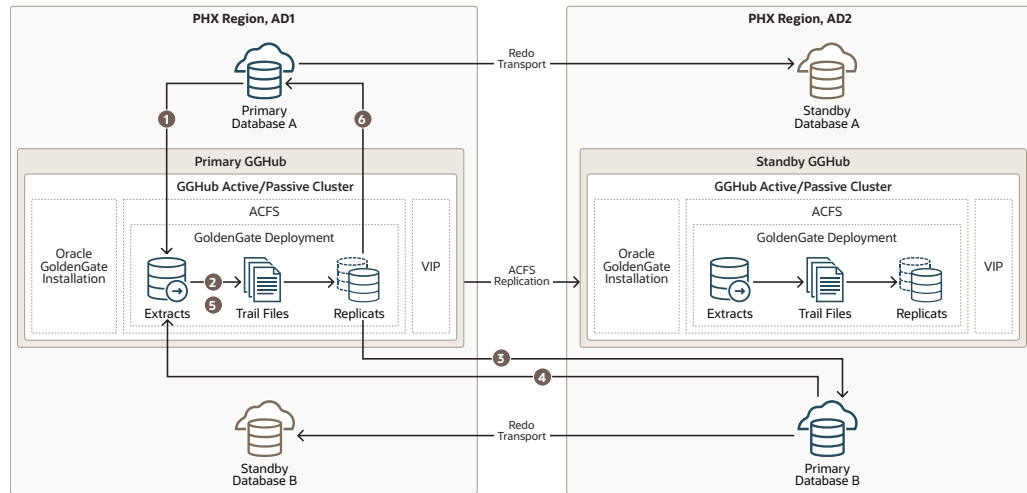 PHX Region, AD1
PHX Region, AD2
Redo
Transport
Primary
Database A
Standby
Database A
1
6
Primary GGHub
Standby GGHub
GGHub Active/Passive Cluster
GGHub Active/Passive Cluster
ACFS
ACFS
GoldenGate Deployment
GoldenGate Deployment
Oracle
GoldenGate
Installation
2
5
Extracts
Trail Files
Replicats
VIP
ACFS
Replication
Oracle
GoldenGate
Installation
Extracts
Trail Files
Replicats
VIP
3
4
Redo
Transport
Standby
Database B
Primary
Database B